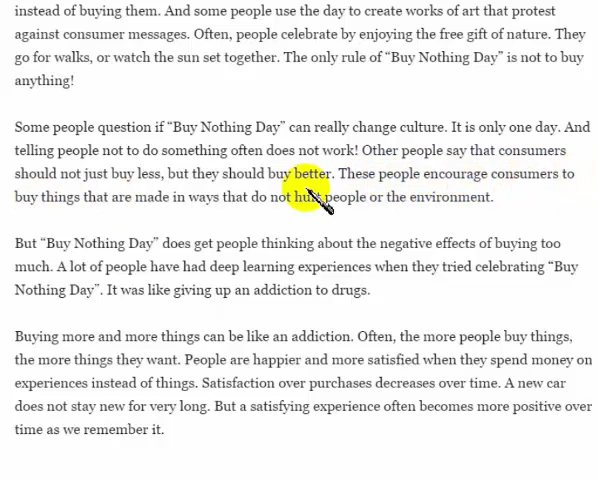 instead of buying them. And some people use the day to create works of art that protest
against consumer messages. Often, people celebrate by enjoying the free gift of nature. They
go for walks, or watch the sun set together. The only rule of “Buy Nothing Day” is not to buy
anything!
Some people question if “Buy Nothing Day” can really change culture. It is only one day. And
telling people not to do something often does not work! Other people say that consumers
should not just buy less, but they should buy better. These people encourage consumers to
buy things that are made in ways that do not hurt people or the environment.
But “Buy Nothing Day” does get people thinking about the negative effects of buying too
much. A lot of people have had deep learning experiences when they tried celebrating “Buy
Nothing Day”. It was like giving up an addiction to drugs.
Buying more and more things can be like an addiction. Often, the more people buy things,
the more things they want. People are happier and more satisfied when they spend money on
experiences instead of things. Satisfaction over purchases decreases over time. A new car
does not stay new for very long. But a satisfying experience often becomes more positive over
time as we remember it.